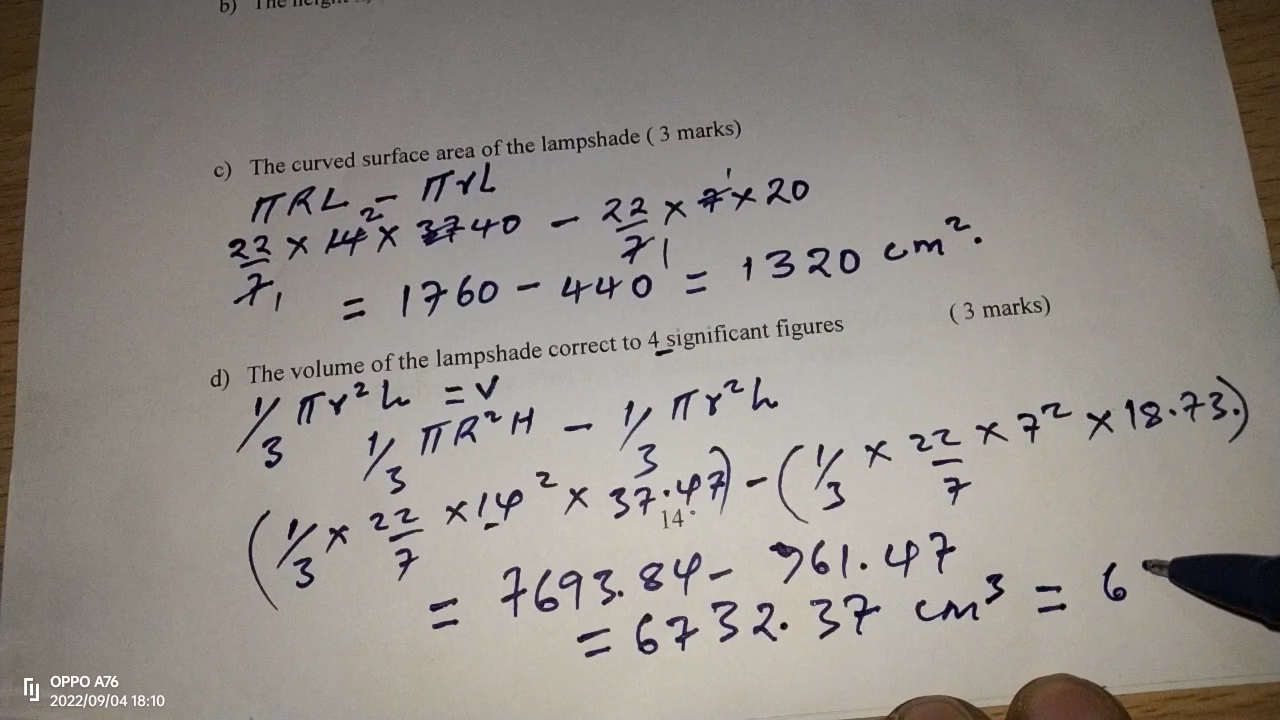 b) The heigh
c) The curved surface area of the lampshade ( 3 marks)
πRL - πrL
22/7 × 14 2 × 40 - 22/7 × 7 1 × 20
= 1760 - 440 = 1320 cm².
d) The volume of the lampshade correct to 4 significant figures ( 3 marks)
1/3 πr²h = V
1/3 πR²H - 1/3 πr²h
(1/3 × 22/7 × 14² × 37.47) - (1/3 × 22/7 × 7² × 18.73.)
14
= 7693.84 - 961.47
= 6732.37 cm³ = 6
OPPO A76
2022/09/04 18:10